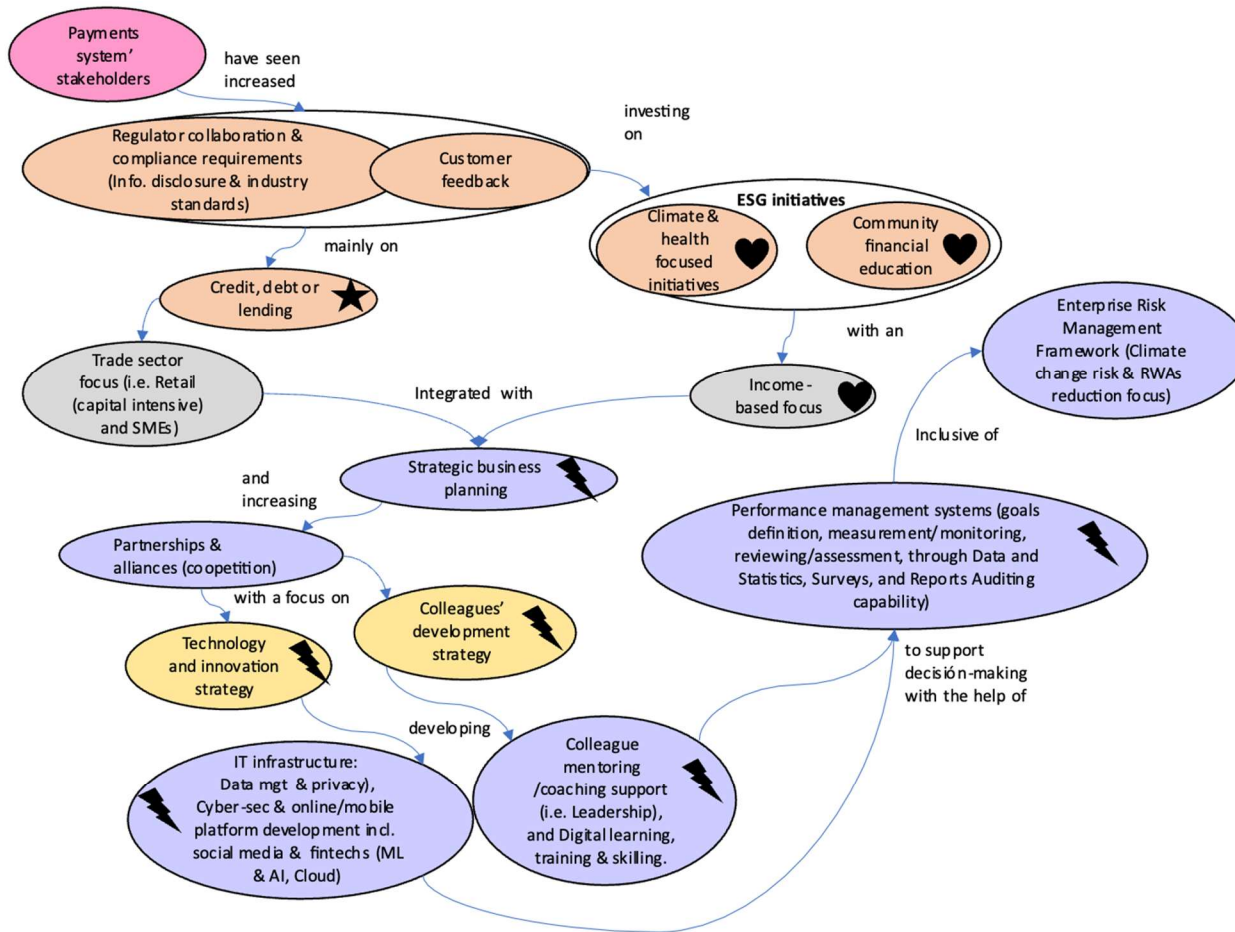 Payments
system'
stakeholders
have seen
increased
Regulator collaboration &
compliance requirements
(Info. disclosure & industry
standards)
Customer
feedback
investing
on
ESG initiatives
Climate &
health
focused
initiatives
Community
financial
education
mainly on
Credit, debt or
lending
with an
Enterprise Risk
Management
Framework (Climate
change risk & RWAs
reduction focus)
Trade sector
focus (i.e. Retail
(capital intensive)
and SMEs)
Integrated with
Income-
based focus
Inclusive of
Strategic business
planning
and
increasing
Partnerships &
alliances (coopetition)
Performance management systems (goals
definition, measurement/monitoring,
reviewing/assessment, through Data and
Statistics, Surveys, and Reports Auditing
capability)
with a focus on
Colleagues'
development
strategy
Technology
and innovation
strategy
to support
decisión-making
with the help of
developing
IT infrastructure:
Data mgt & privacy),
Cyber-sec & online/mobile
platform development incl.
social media & fintechs (ML
& AI, Cloud)
Colleague
mentoring
/coaching support
(i.e. Leadership),
and Digital learning,
training & skilling.